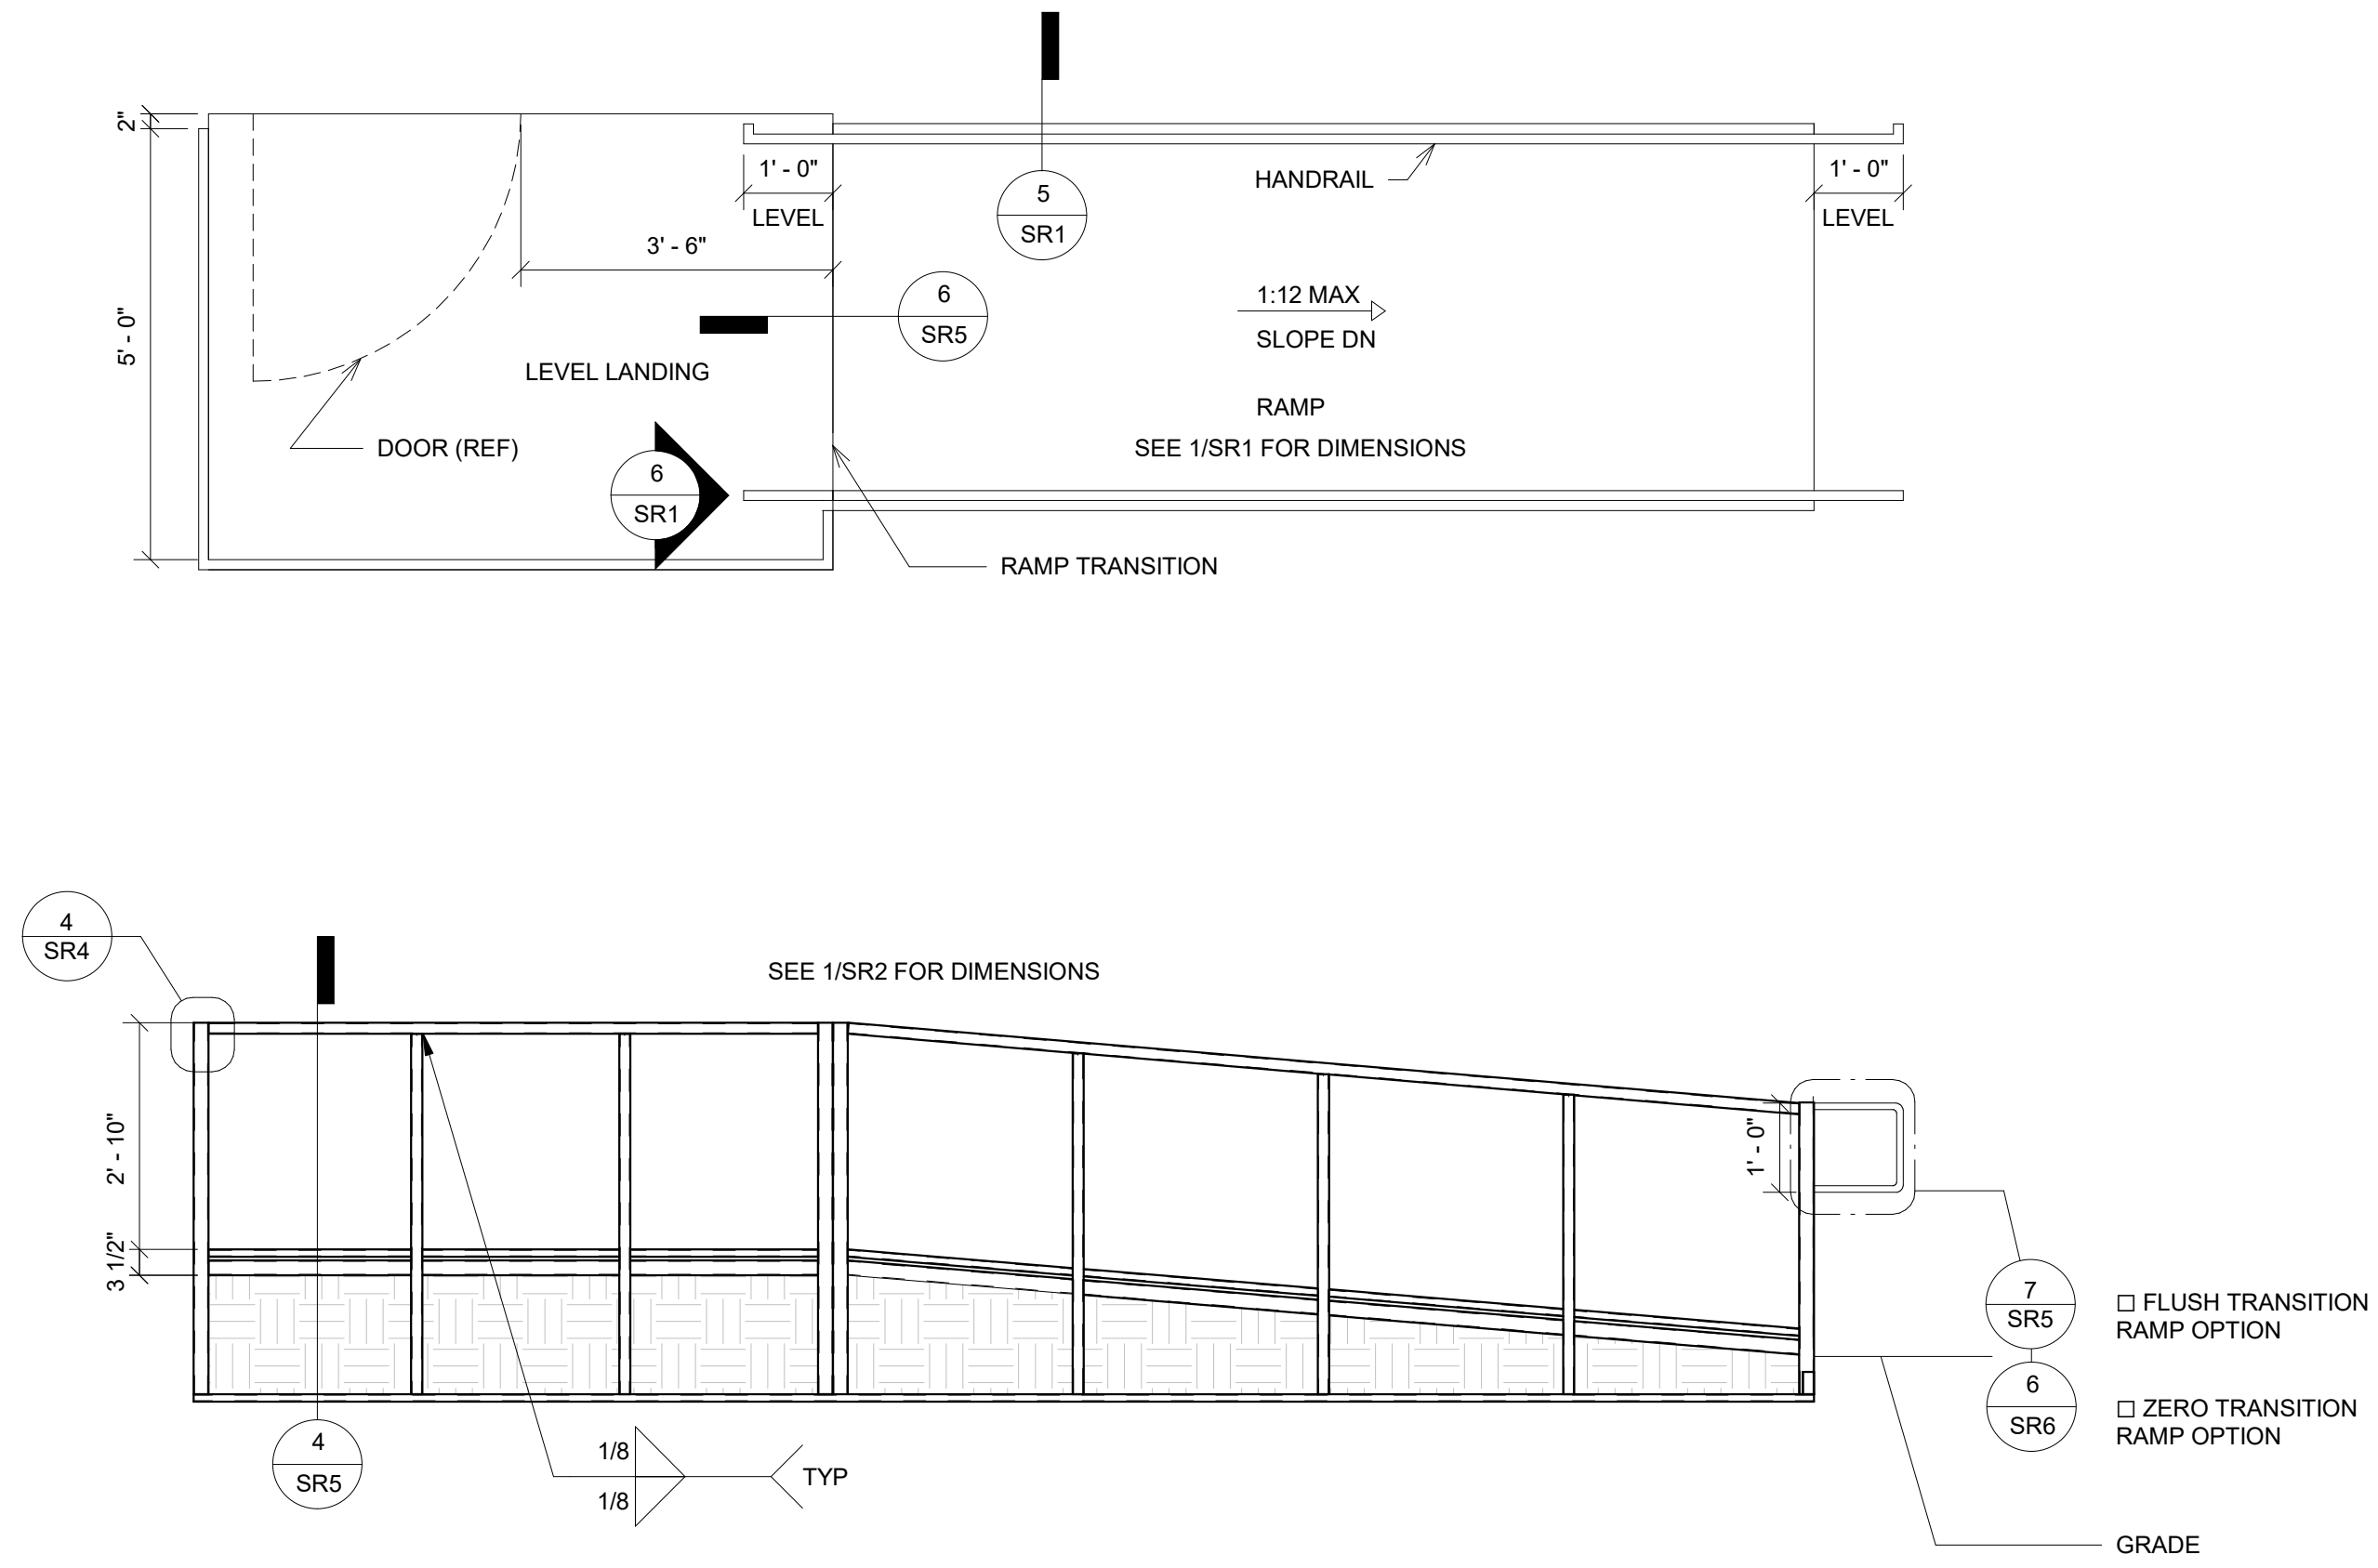 2"
1' - 0"
LEVEL
HANDRAIL
1' - 0"
LEVEL
5
SR1
3' - 6"
6
SR5
1:12 MAX
SLOPE DN
5' - 0"
LEVEL LANDING
RAMP
SEE 1/SR1 FOR DIMENSIONS
DOOR (REF)
6
SR1
RAMP TRANSITION
4
SR4
SEE 1/SR2 FOR DIMENSIONS
2' - 10"
1' - 0"
3 1/2"
7
SR5
□ FLUSH TRANSITION
RAMP OPTION
6
SR6
□ ZERO TRANSITION
RAMP OPTION
4
SR5
1/8
1/8
TYP
GRADE